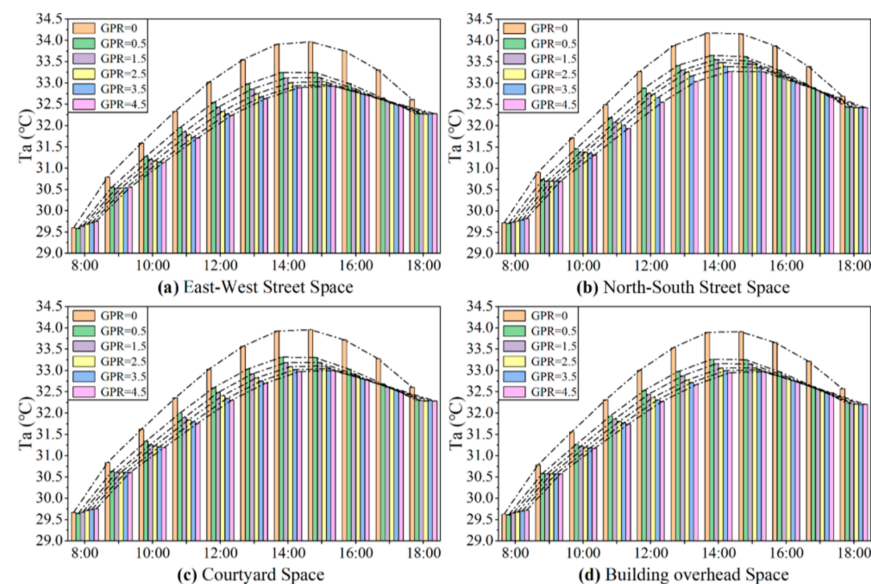 34.5
34.0
33.5
33.0
32.5
32.0
31.5
31.0
30.5
30.0
29.5
29.0
Ta (℃)
GPR=0
GPR=0.5
GPR=1.5
GPR=2.5
GPR=3.5
GPR=4.5
8:00 10:00 12:00 14:00 16:00 18:00
(a) East-West Street Space
34.5
34.0
33.5
33.0
32.5
32.0
31.5
31.0
30.5
30.0
29.5
29.0
Ta (℃)
GPR=0
GPR=0.5
GPR=1.5
GPR=2.5
GPR=3.5
GPR=4.5
8:00 10:00 12:00 14:00 16:00 18:00
(b) North-South Street Space
34.5
34.0
33.5
33.0
32.5
32.0
31.5
31.0
30.5
30.0
29.5
29.0
Ta (℃)
GPR=0
GPR=0.5
GPR=1.5
GPR=2.5
GPR=3.5
GPR=4.5
8:00 10:00 12:00 14:00 16:00 18:00
(c) Courtyard Space
34.5
34.0
33.5
33.0
32.5
32.0
31.5
31.0
30.5
30.0
29.5
29.0
Ta (℃)
GPR=0
GPR=0.5
GPR=1.5
GPR=2.5
GPR=3.5
GPR=4.5
8:00 10:00 12:00 14:00 16:00 18:00
(d) Building overhead Space